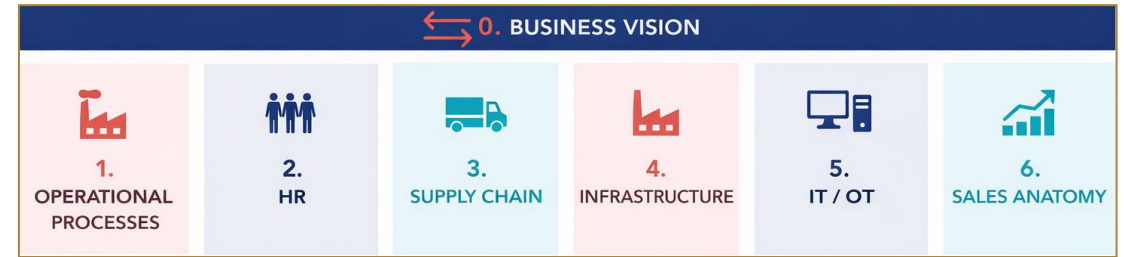 0. BUSINESS VISION
1.
OPERATIONAL
PROCESSES
2.
HR
3.
SUPPLY CHAIN
4.
INFRASTRUCTURE
5.
IT / OT
6.
SALES ANATOMY